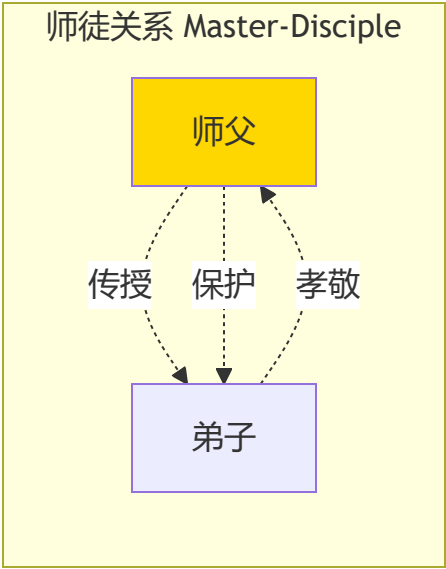 师徒关系 Master-Disciple
师父
传授
保护
孝敬
弟子